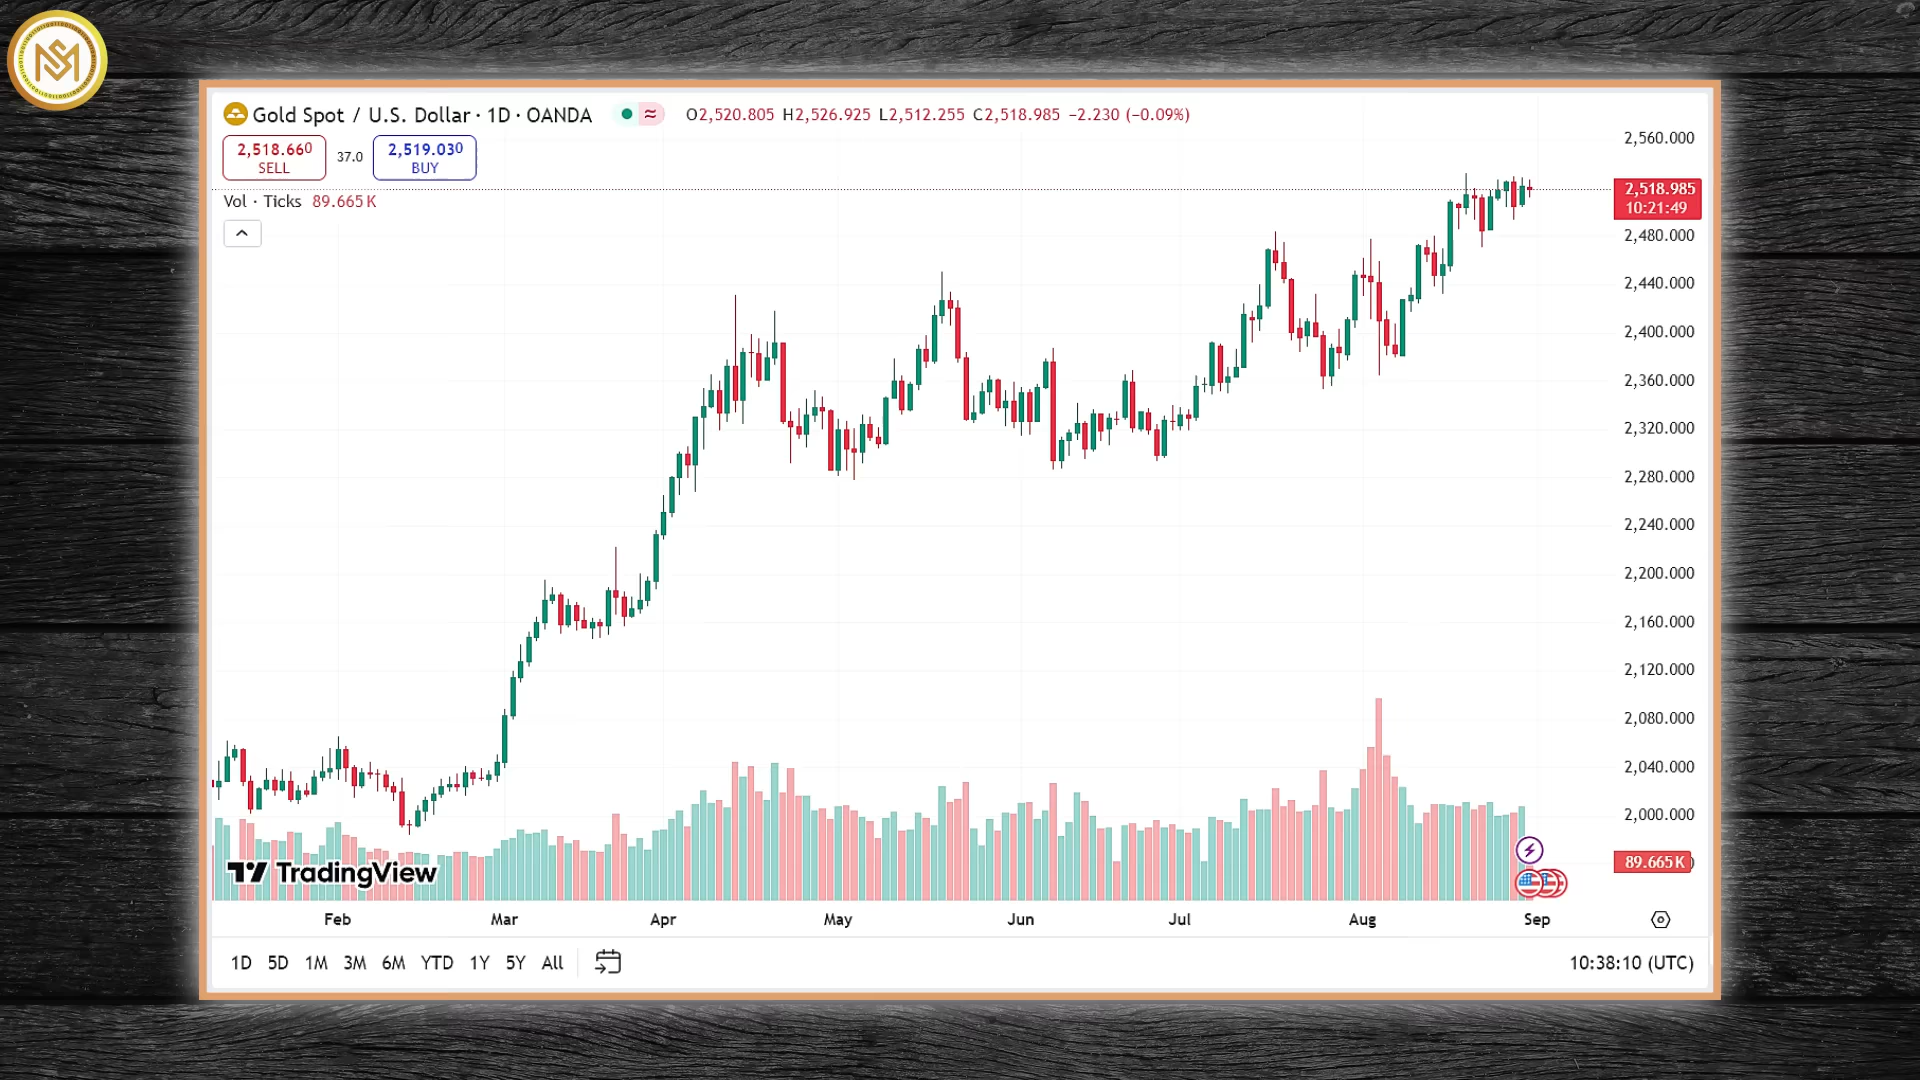 Gold Spot / U.S. Dollar · 1D · OANDA
≈
O2,520.805 H2,526.925 L2,512.255 C2,518.985 −2.230 (−0.09%)
2,518.660
SELL
37.0
2,519.030
BUY
Vol · Ticks 89.665 K
2,560.000
2,518.985
10:21:49
2,480.000
2,440.000
2,400.000
2,360.000
2,320.000
2,280.000
2,240.000
2,200.000
2,160.000
2,120.000
2,080.000
2,040.000
2,000.000
89.665 K
TradingView
Feb Mar Apr May Jun Jul Aug Sep
1D 5D 1M 3M 6M YTD 1Y 5Y All
10:38:10 (UTC)